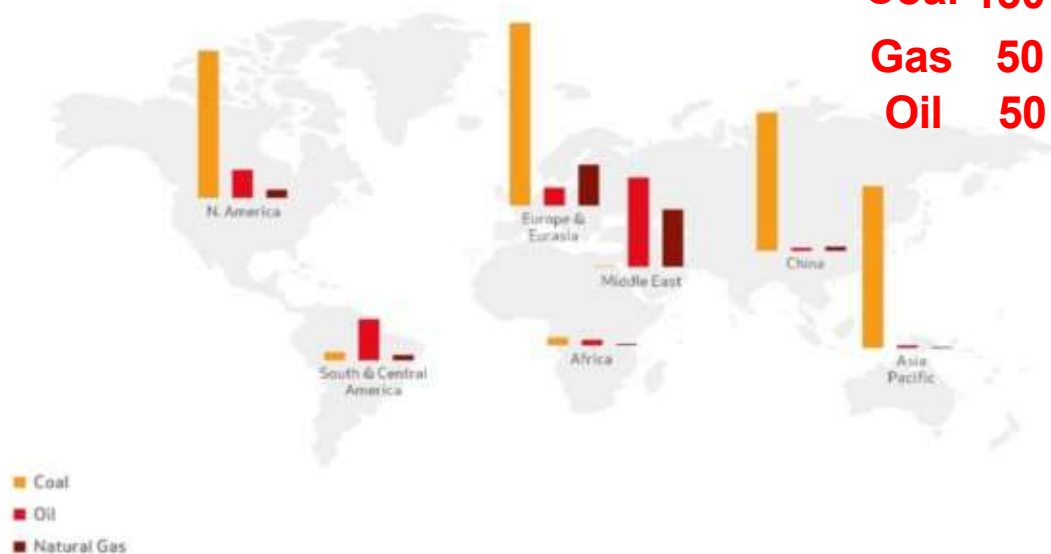 Gas 50
Oil 50
N. America
Europe &
Eurasia
Middle East
China
South & Central
America
Africa
Asia
Pacific
Coal
Oil
Natural Gas